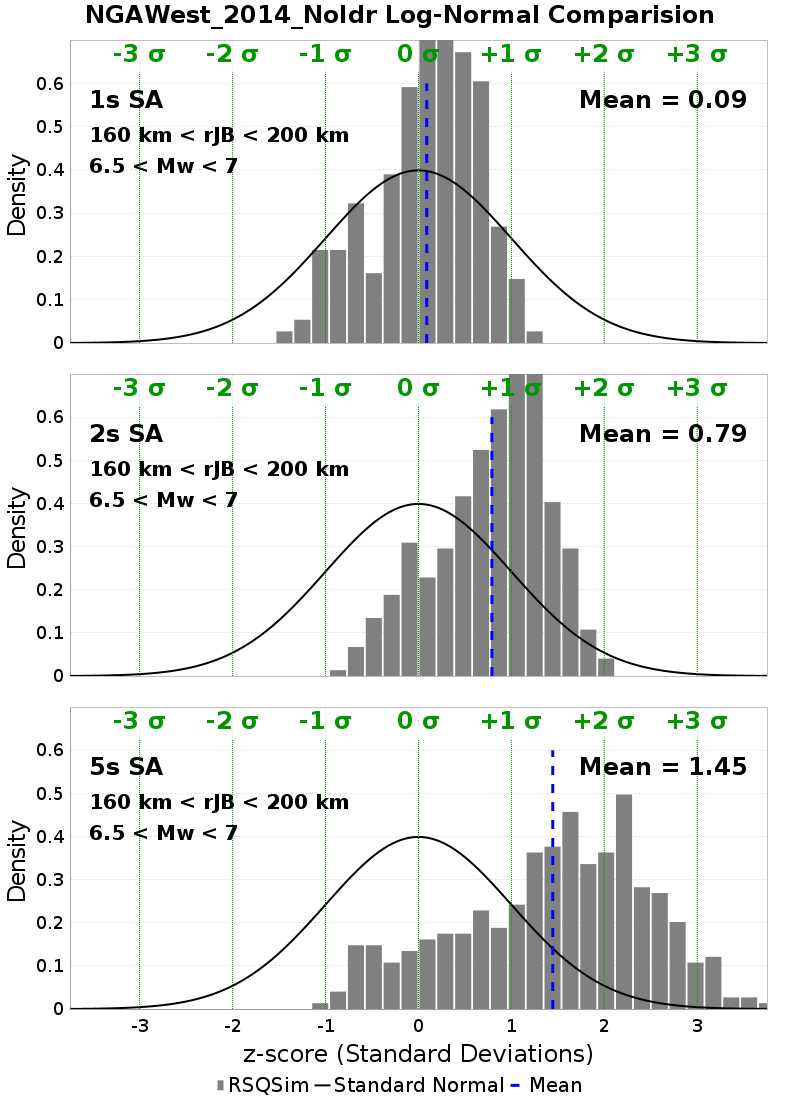 NGAWest_2014_NoIdr Log-Normal Comparision
-3 σ -2 σ -1 σ 0 σ +1 σ +2 σ +3 σ
1s SA Mean = 0.09
160 km < rJB < 200 km
6.5 < Mw < 7
Density
0.6
0.5
0.4
0.3
0.2
0.1
0
-3 σ -2 σ -1 σ 0 σ +1 σ +2 σ +3 σ
2s SA Mean = 0.79
160 km < rJB < 200 km
6.5 < Mw < 7
Density
0.6
0.5
0.4
0.3
0.2
0.1
0
-3 σ -2 σ -1 σ 0 σ +1 σ +2 σ +3 σ
5s SA Mean = 1.45
160 km < rJB < 200 km
6.5 < Mw < 7
Density
0.6
0.5
0.4
0.3
0.2
0.1
0
-3 -2 -1 0 1 2 3
z-score (Standard Deviations)
RSQSim Standard Normal Mean